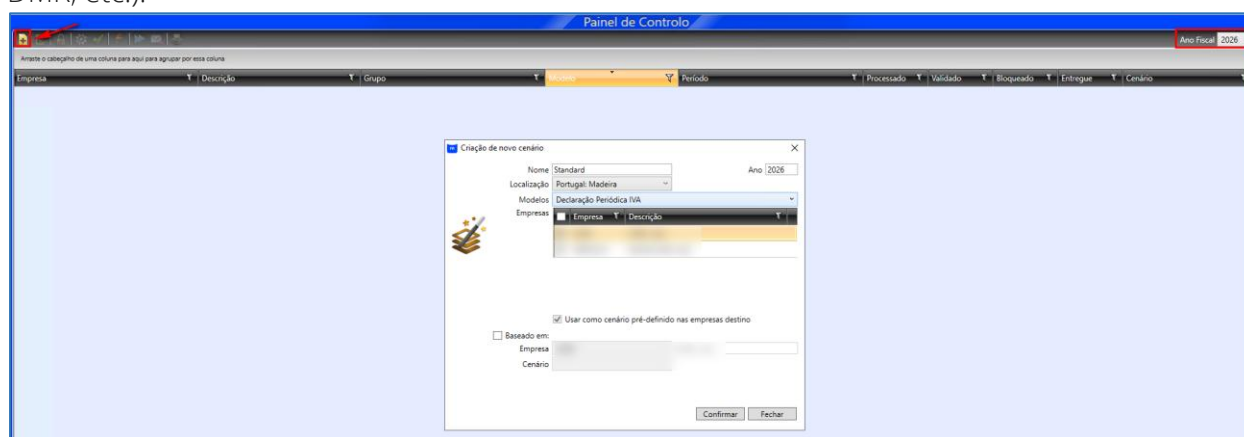 DMR, etc.).
Painel de Controlo
Ano Fiscal 2026
Arraste o cabeçalho de uma coluna para aqui para agrupar por essa coluna
Empresa Descrição Grupo Modelo Período Processado Validado Bloqueado Entregue Cenário
Criação de novo cenário
Nome Standard Ano 2026
Localização Portugal: Madeira
Modelos Declaração Periódica IVA
Empresas Empresa Descrição
Usar como cenário pré-definido nas empresas destino
Baseado em:
Empresa
Cenário
Confirmar Fechar